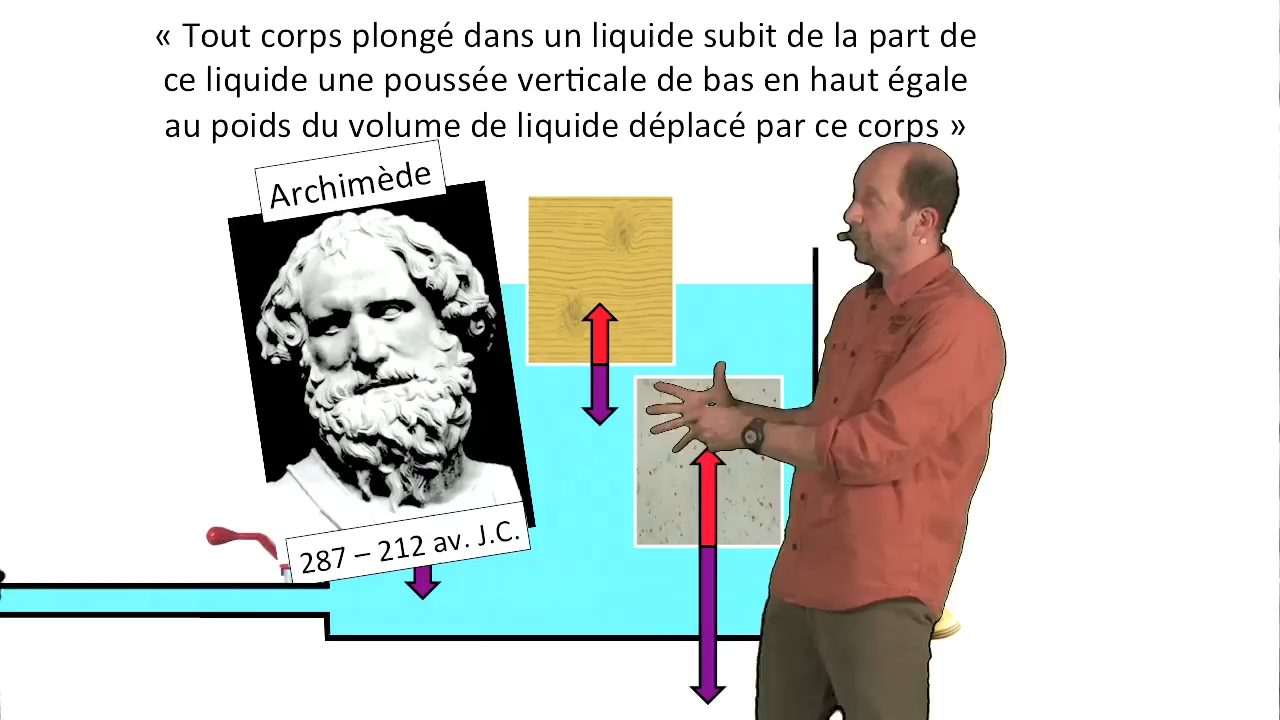 « Tout corps plongé dans un liquide subit de la part de
ce liquide une poussée verticale de bas en haut égale
au poids du volume de liquide déplacé par ce corps »
Archimède
287 – 212 av. J.C.